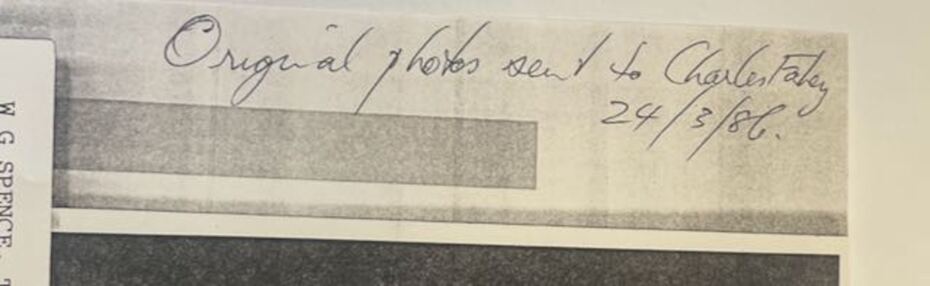 Original photos sent to Charles Fahey
24/3/86.
W G SPENCE,